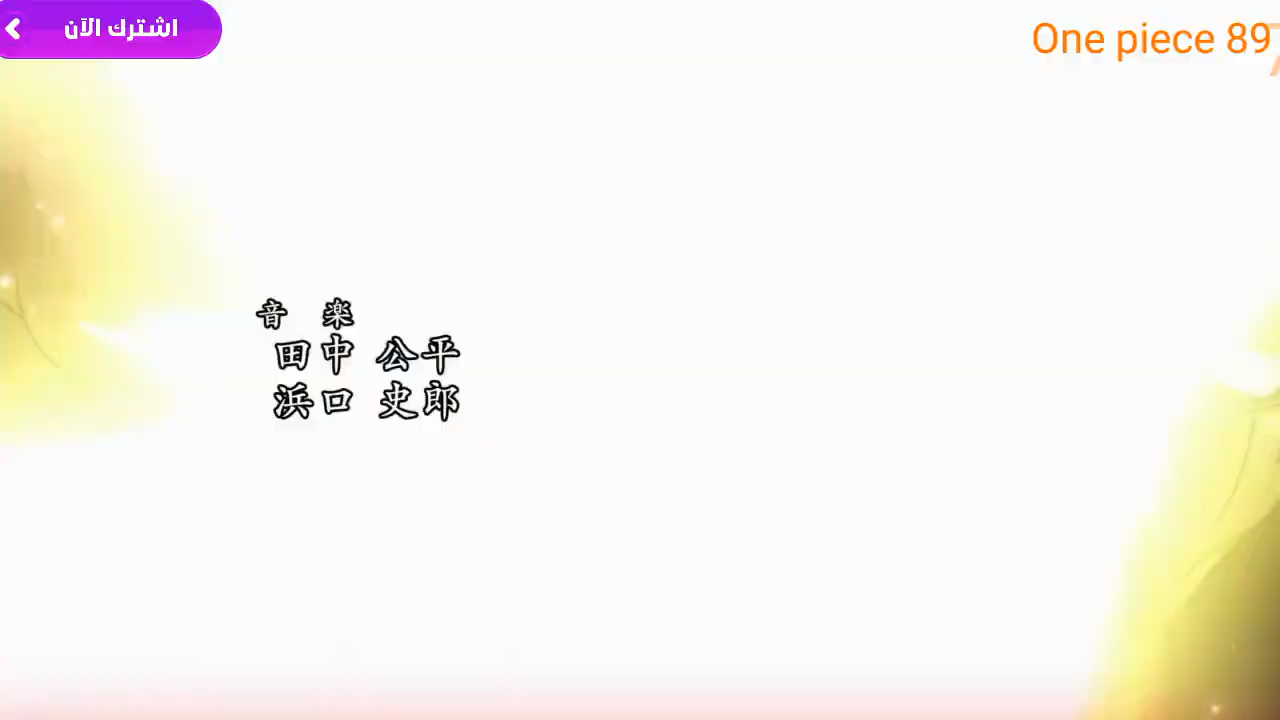 اشترك الآن
One piece 89
音 楽
田中 公平
浜口 史郎